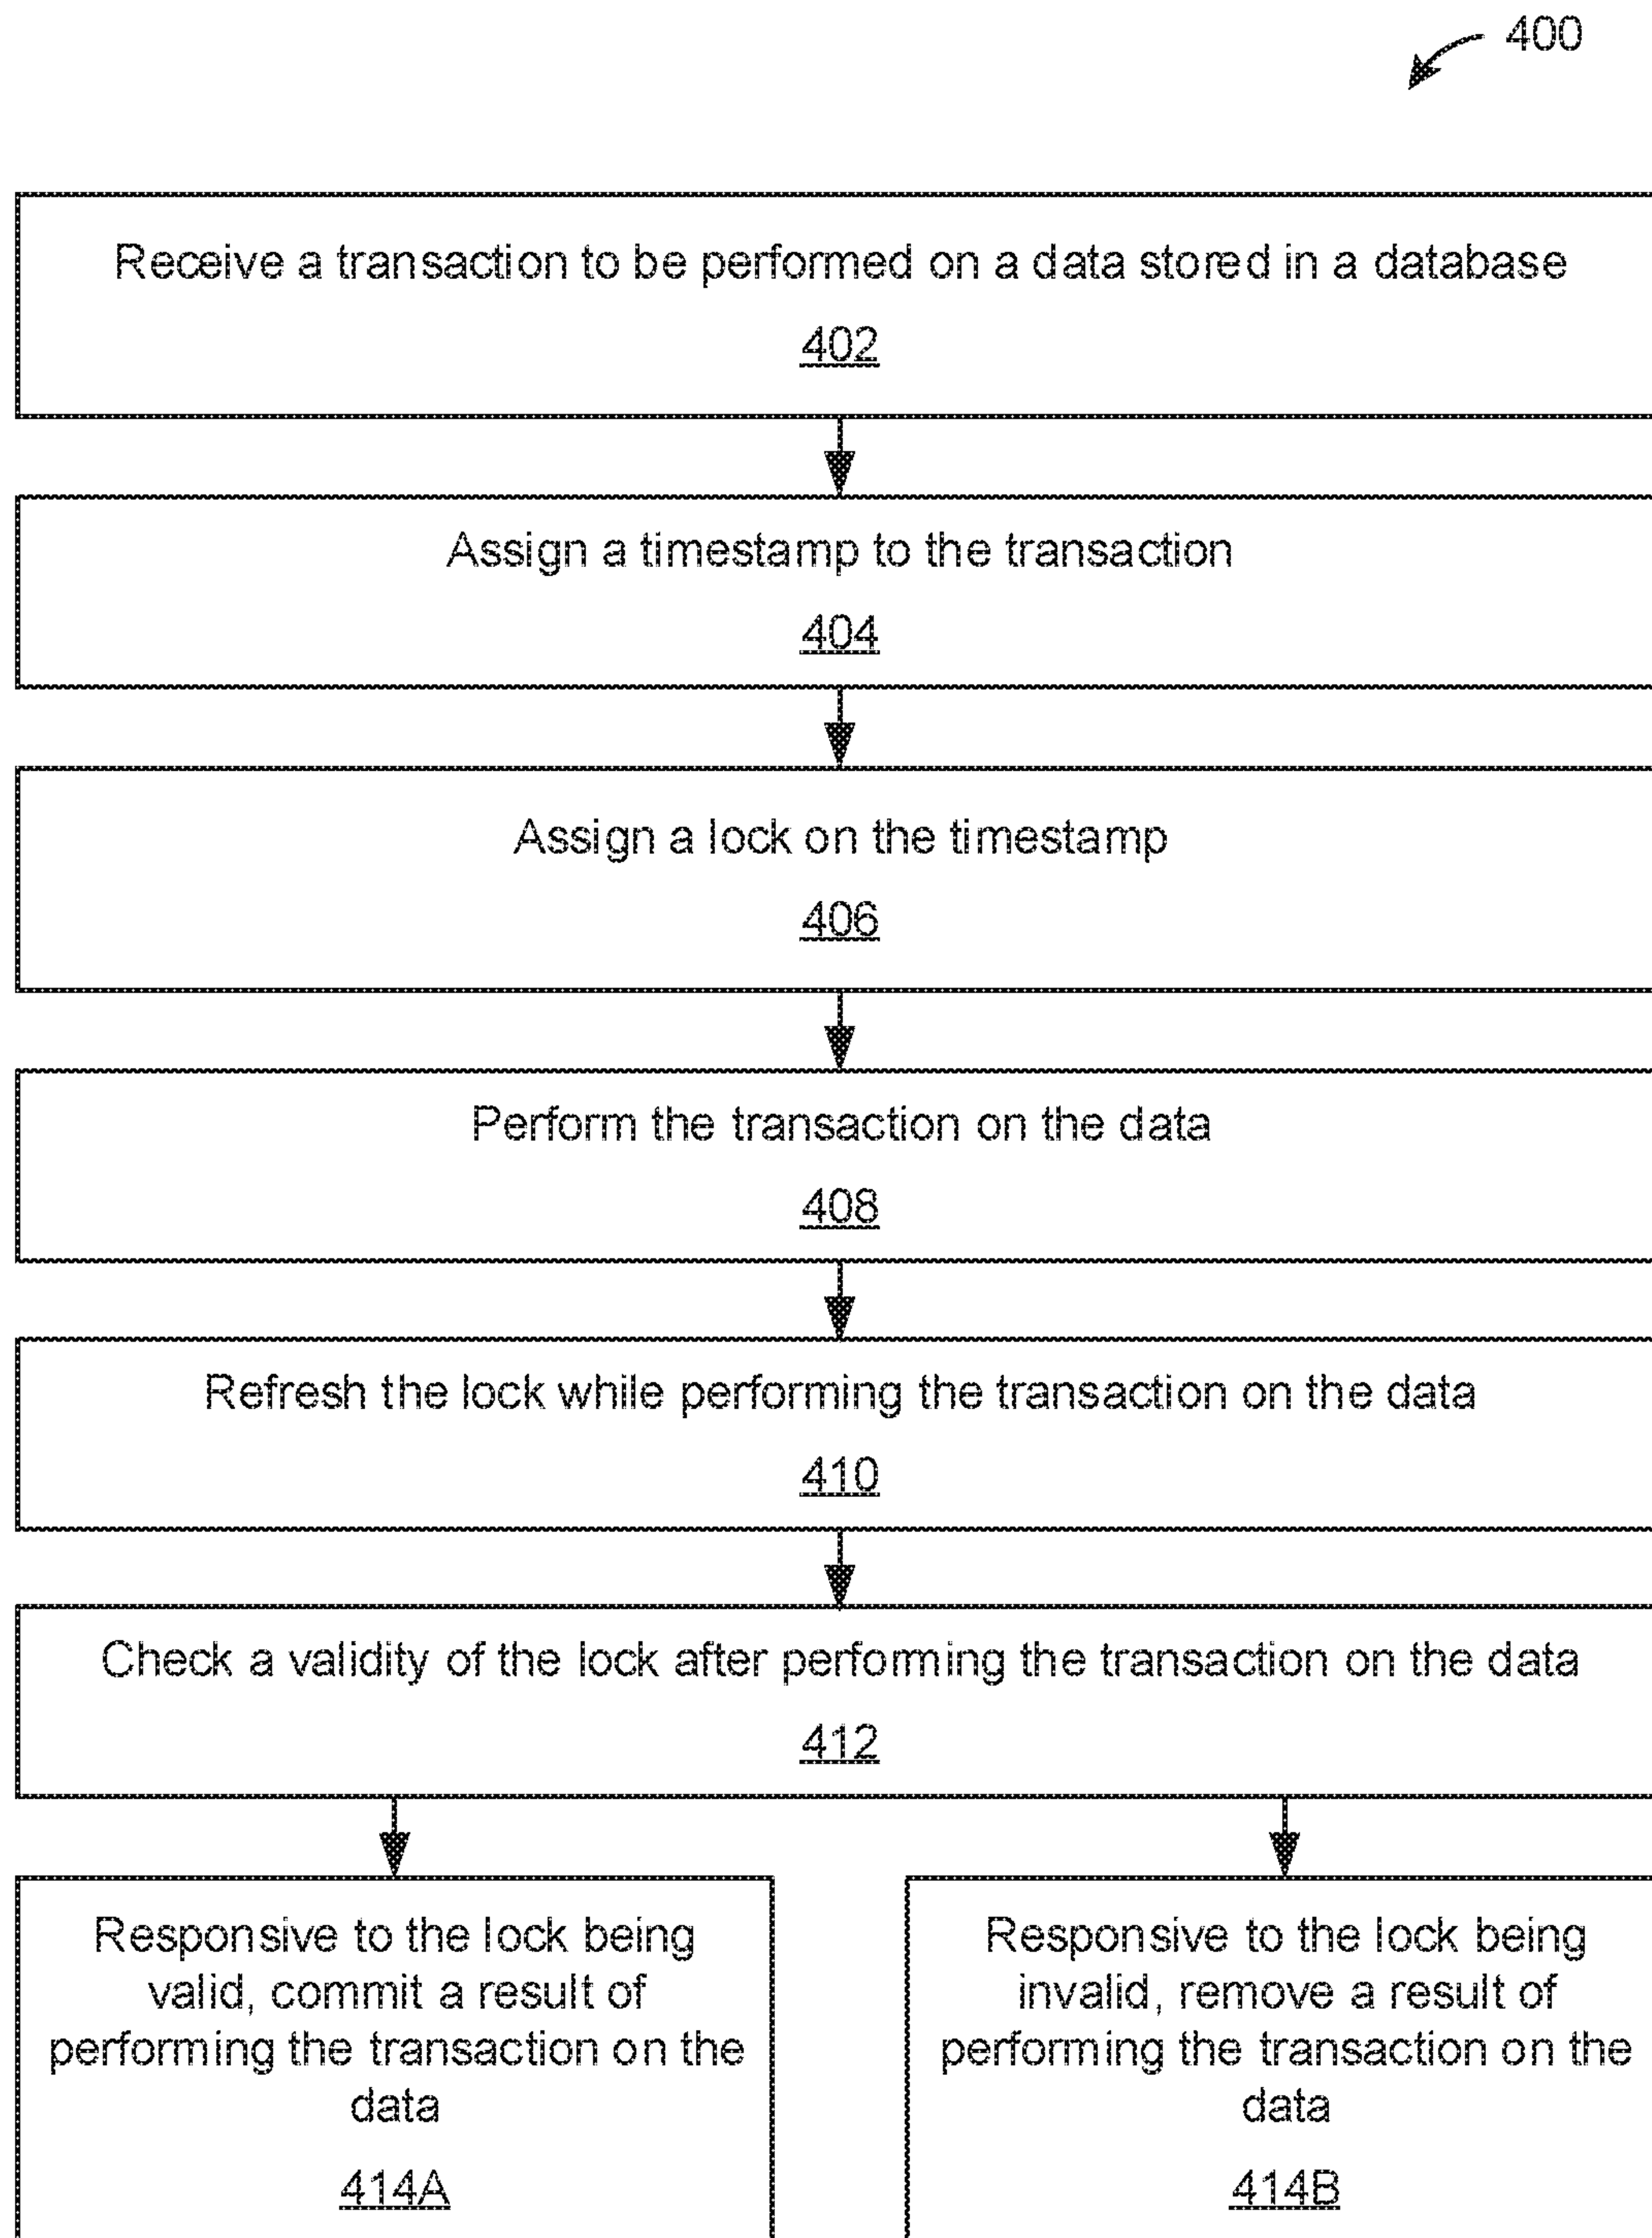 400
Receive a transaction to be performed on a data stored in a database
402
Assign a timestamp to the transaction
404
Assign a lock on the timestamp
406
Perform the transaction on the data
408
Refresh the lock while performing the transaction on the data
410
Check a validity of the lock after performing the transaction on the data
412
Responsive to the lock being
valid, commit a result of
performing the transaction on the
data
414A
Responsive to the lock being
invalid, remove a result of
performing the transaction on the
data
414B